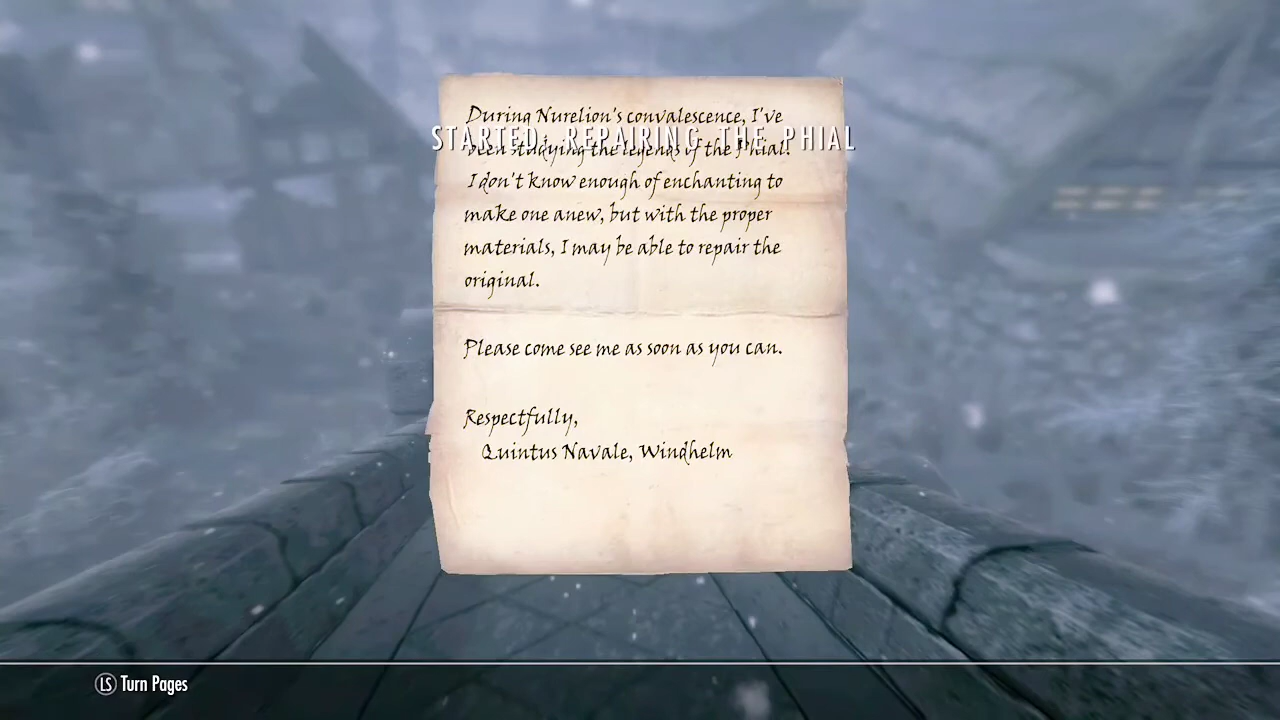 During Nurelion's convalescence, I've
STARTED: REPAIRING THE PHIAL
been studying the legends of the Phial.
I don't know enough of enchanting to
make one anew, but with the proper
materials, I may be able to repair the
original.
Please come see me as soon as you can.
Respectfully,
Quintus Navale, Windhelm
LS Turn Pages